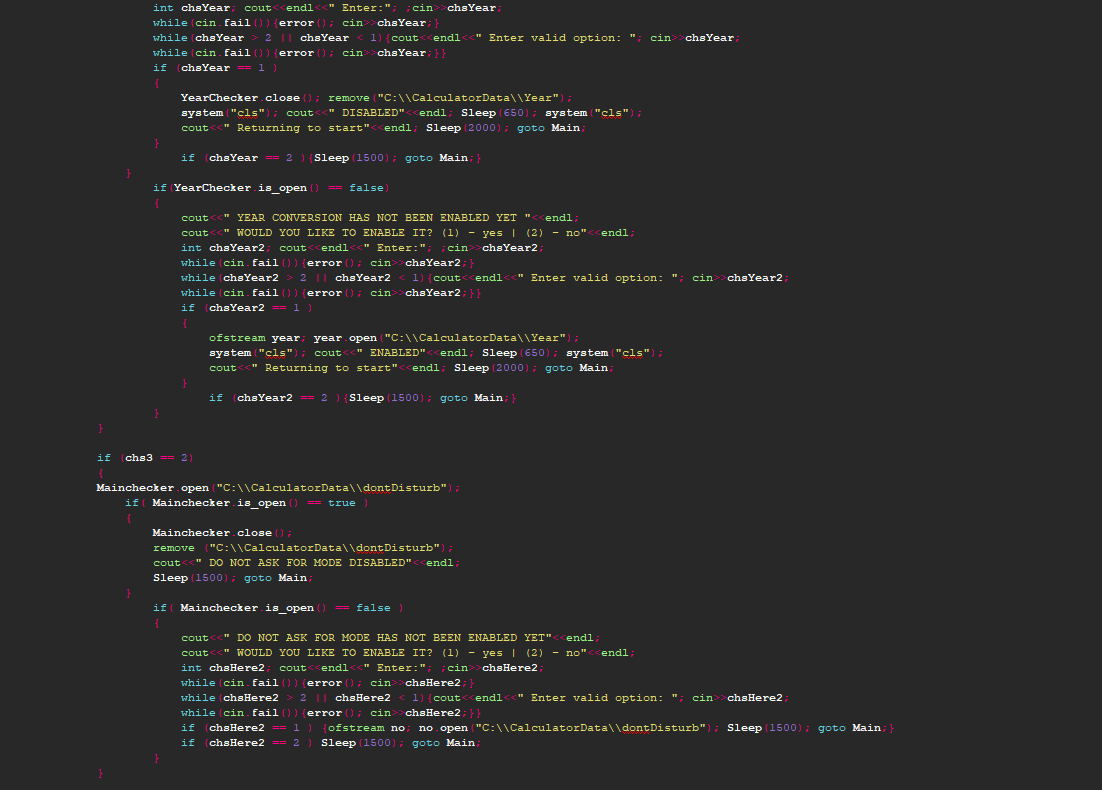 int chsYear; cout<<endl<<" Enter:"; ;cin>>chsYear;
while(cin.fail()){error(); cin>>chsYear;}
while(chsYear > 2 || chsYear < 1){cout<<endl<<" Enter valid option: "; cin>>chsYear;
while(cin.fail()){error(); cin>>chsYear;}}
if (chsYear == 1 )
{
YearChecker.close(); remove("C:\\CalculatorData\\Year");
system("cls"); cout<<" DISABLED"<<endl; Sleep(650); system("cls");
cout<<" Returning to start"<<endl; Sleep(2000); goto Main;
}
if (chsYear == 2 ){Sleep(1500); goto Main;}
}
if(YearChecker.is_open() == false)
{
cout<<" YEAR CONVERSION HAS NOT BEEN ENABLED YET "<<endl;
cout<<" WOULD YOU LIKE TO ENABLE IT? (1) - yes | (2) - no"<<endl;
int chsYear2; cout<<endl<<" Enter:"; ;cin>>chsYear2;
while(cin.fail()){error(); cin>>chsYear2;}
while(chsYear2 > 2 || chsYear2 < 1){cout<<endl<<" Enter valid option: "; cin>>chsYear2;
while(cin.fail()){error(); cin>>chsYear2;}}
if (chsYear2 == 1 )
{
ofstream year; year.open("C:\\CalculatorData\\Year");
system("cls"); cout<<" ENABLED"<<endl; Sleep(650); system("cls");
cout<<" Returning to start"<<endl; Sleep(2000); goto Main;
}
if (chsYear2 == 2 ){Sleep(1500); goto Main;}
}
}
if (chs3 == 2)
{
Mainchecker.open("C:\\CalculatorData\\dontDisturb");
if( Mainchecker.is_open() == true )
{
Mainchecker.close();
remove ("C:\\CalculatorData\\dontDisturb");
cout<<" DO NOT ASK FOR MODE DISABLED"<<endl;
Sleep(1500); goto Main;
}
if( Mainchecker.is_open() == false )
{
cout<<" DO NOT ASK FOR MODE HAS NOT BEEN ENABLED YET"<<endl;
cout<<" WOULD YOU LIKE TO ENABLE IT? (1) - yes | (2) - no"<<endl;
int chsHere2; cout<<endl<<" Enter:"; ;cin>>chsHere2;
while(cin.fail()){error(); cin>>chsHere2;}
while(chsHere2 > 2 || chsHere2 < 1){cout<<endl<<" Enter valid option: "; cin>>chsHere2;
while(cin.fail()){error(); cin>>chsHere2;}}
if (chsHere2 == 1 ) {ofstream no; no.open("C:\\CalculatorData\\dontDisturb"); Sleep(1500); goto Main;}
if (chsHere2 == 2 ) Sleep(1500); goto Main;
}
}